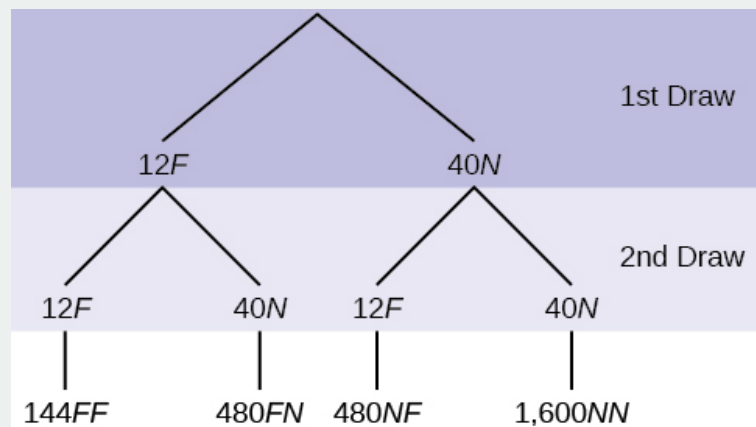 1st Draw
12F 40N
2nd Draw
12F 40N 12F 40N
144FF 480FN 480NF 1,600NN